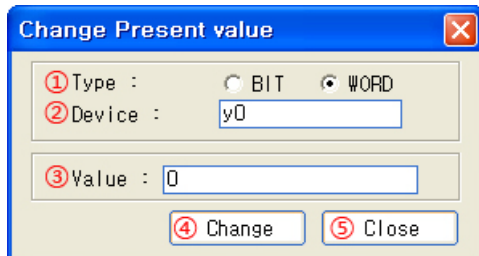 Change Present value
①Type : BIT WORD
②Device : y0
③Value : 0
④ Change ⑤ Close